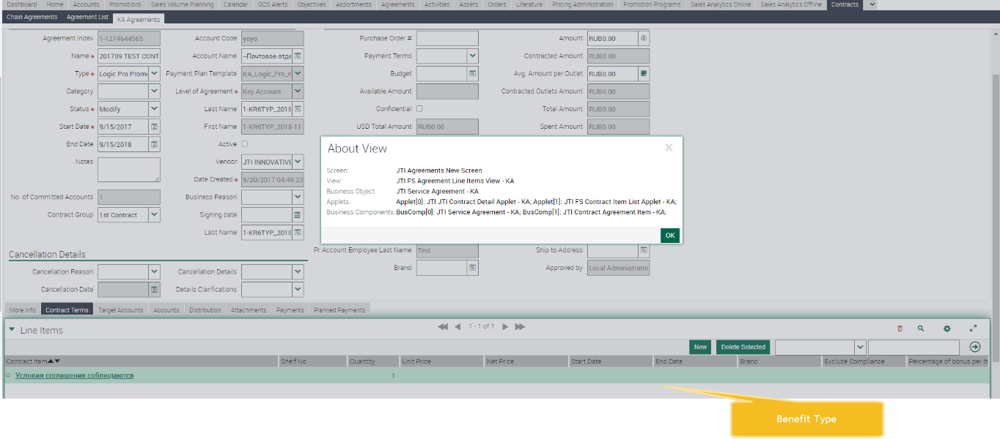 Dashboard Home Accounts Promotions Sales Volume Planning Calendar OOS Alerts Objectives Assortments Agreements Activities Assets Orders Literature Pricing Administration Promotion Programs Sales Analytics Online Sales Analytics Offline Contracts
Chain Agreements Agreement List KA Agreements
Agreement Index: 1-1274644565 Account Code yoyo Purchase Order #: Amount: RUB0.00
Name:* 201709 TEST CONT Account Name --Почтовое отде Payment Terms: Contracted Amount: RUB0.00
Type:* Logic Pro Promo Payment Plan Template KA_Logic_Pro_ Budget: Avg. Amount per Outlet: RUB0.00
Category: Level of Agreement:* Key Account Available Amount: Contracted Outlets Amount: RUB0.00
Status:* Modify Last Name 1-KR6TYP_2018 Confidential: Total Amount: RUB0.00
Start Date:* 9/15/2017 First Name 1-KR6TYP_2018-11 USD Total Amount: RUB0.00 Spent Amount: RUB0.00
End Date: 9/15/2018 Active
Notes: Vendor: JTI INNOVATIVE
Date Created:* 9/20/2017 04:49:23
No. of Committed Accounts: 1 Business Reason:
Contract Group: 1st Contract Signing date:
Last Name: 1-KR6TYP_2018
About View X
Screen: JTI Agreements New Screen
View: JTI FS Agreement Line Items View - KA
Business Object: JTI Service Agreement - KA
Applets: Applet[0]: JTI JTI Contract Detail Applet - KA; Applet[1]: JTI FS Contract Item List Applet - KA;
Business Components: BusComp[0]: JTI Service Agreement - KA; BusComp[1]: JTI Contract Agreement Item - KA;
OK
Pr Account Employee Last Name: Test Ship to Address:
Cancellation Details
Brand: Approved by: Local Administrator
Cancellation Reason: Cancellation Details:
Cancellation Date: Details Clarifications:
More Info Contract Terms Target Accounts Accounts Distribution Attachments Payments Planned Payments
Line Items 1 - 1 of 1
New Delete Selected
Contract Item Shelf No Quantity Unit Price Net Price Start Date End Date Brand Exclude Compliance Percentage of bonus per It
Условия соглашения соблюдаются 1
Benefit Type